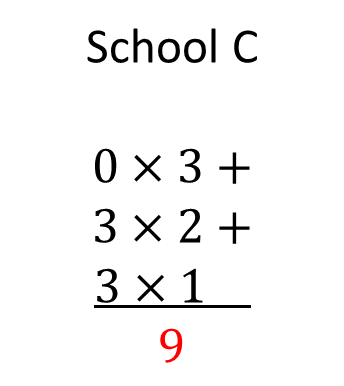 School C
0 × 3 +
3 × 2 +
3 × 1
9